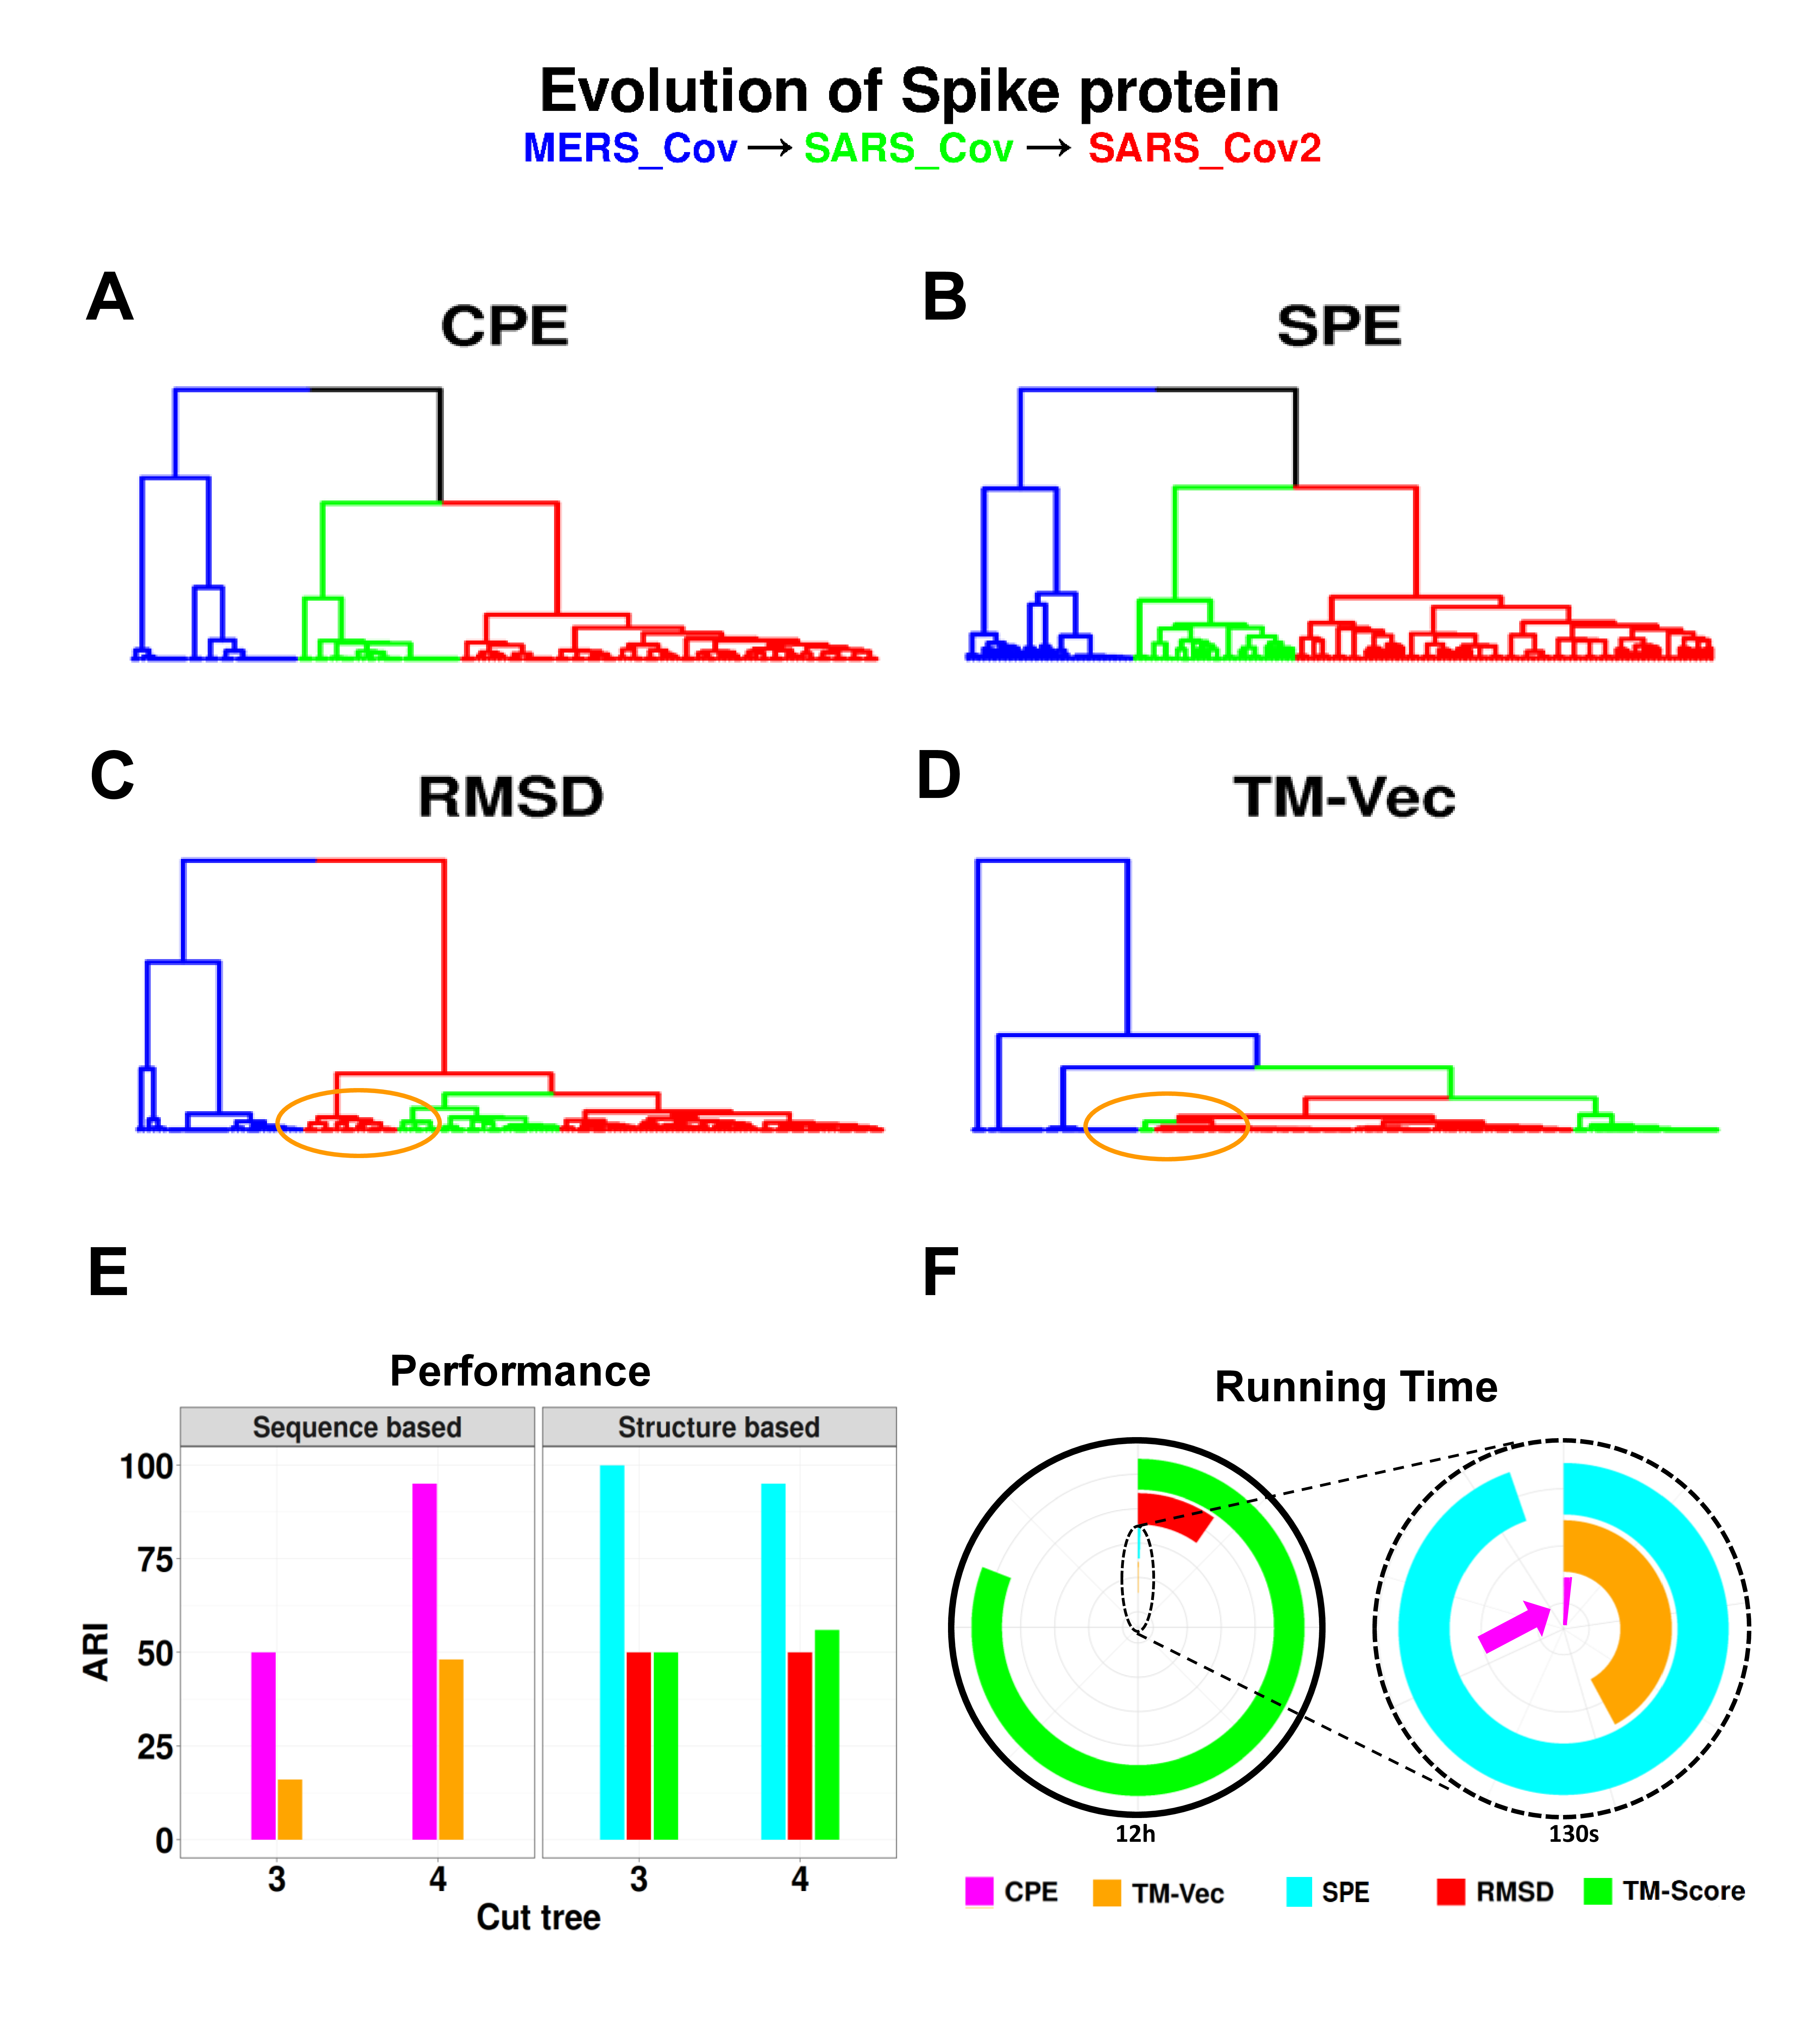 Evolution of Spike protein
MERS_Cov → SARS_Cov → SARS_Cov2
A
CPE
B
SPE
C
RMSD
D
TM-Vec
E
Performance
Sequence based
Structure based
ARI
100
75
50
25
0
3
4
3
4
Cut tree
F
Running Time
12h
130s
CPE
TM-Vec
SPE
RMSD
TM-Score